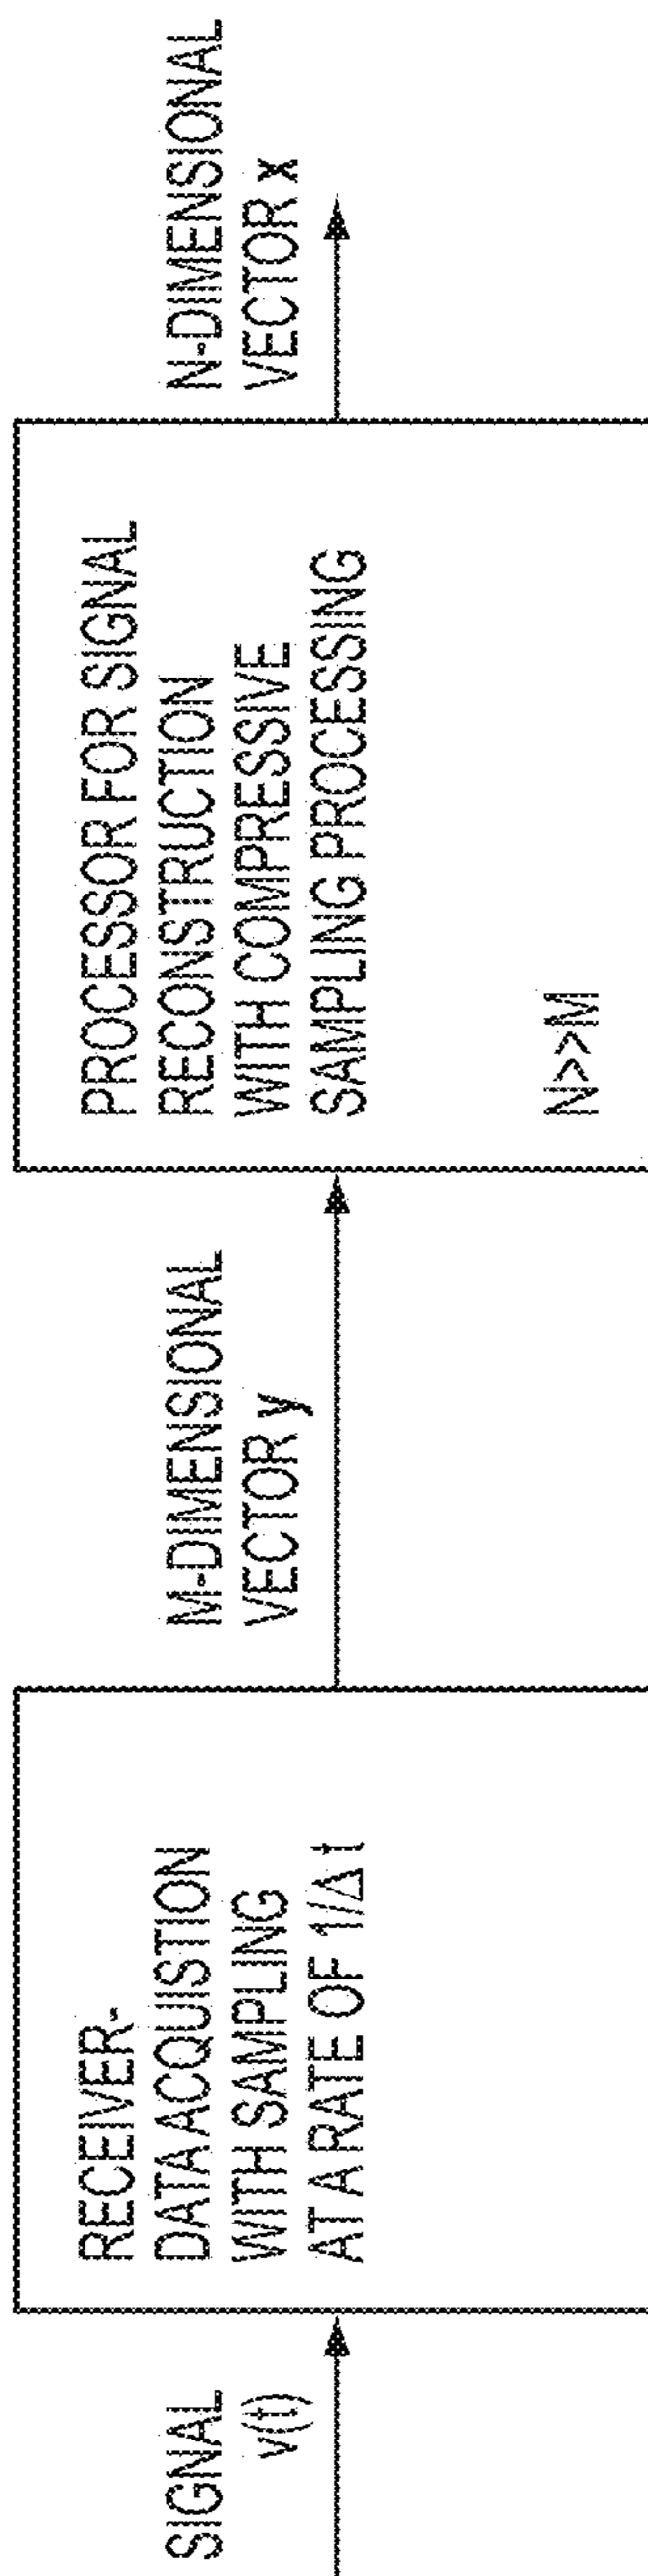 SIGNAL
v(t)
RECEIVER-
DATA ACQUISTION
WITH SAMPLING
AT A RATE OF 1/Δt
M-DIMENSIONAL
VECTOR y
PROCESSOR FOR SIGNAL
RECONSTRUCTION
WITH COMPRESSIVE
SAMPLING PROCESSING
N>>M
N-DIMENSIONAL
VECTOR x